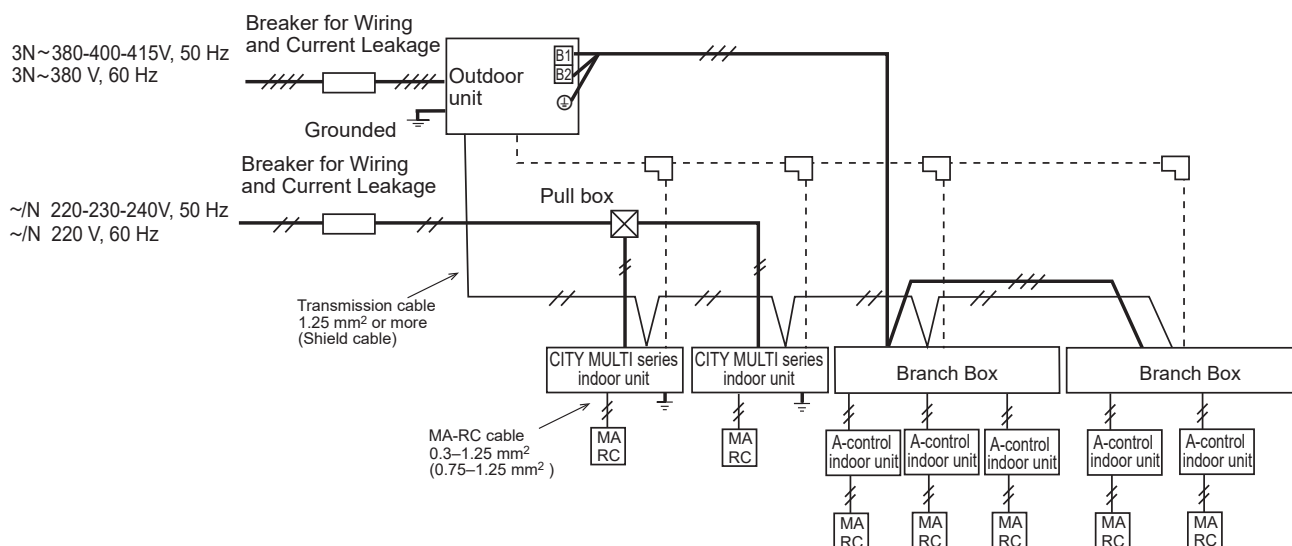 Breaker for Wiring
and Current Leakage
3N~380-400-415V, 50 Hz
3N~380 V, 60 Hz
Outdoor
unit
B1
B2
Grounded
Breaker for Wiring
and Current Leakage
~/N 220-230-240V, 50 Hz
~/N 220 V, 60 Hz
Pull box
Transmission cable
1.25 mm² or more
(Shield cable)
CITY MULTI series
indoor unit
CITY MULTI series
indoor unit
Branch Box
Branch Box
MA-RC cable
0.3–1.25 mm²
(0.75–1.25 mm² )
MA
RC
MA
RC
A-control
indoor unit
A-control
indoor unit
A-control
indoor unit
A-control
indoor unit
A-control
indoor unit
MA
RC
MA
RC
MA
RC
MA
RC
MA
RC